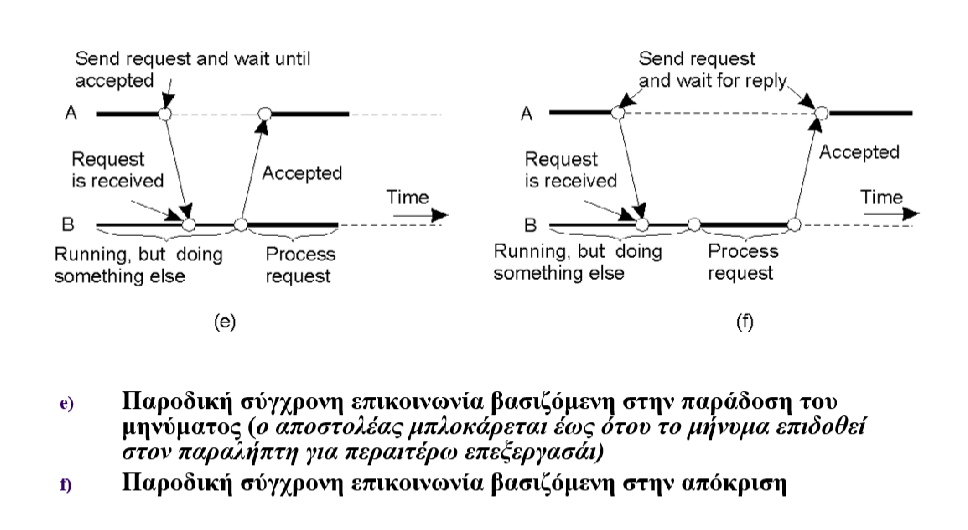 Send request and wait until
accepted
A
Request
is received
Accepted
Time
B
Running, but doing
something else
Process
request
(e)
Send request
and wait for reply
A
Request
is received
Accepted
Time
B
Running, but doing
something else
Process
request
(f)
e) Παροδική σύγχρονη επικοινωνία βασιζόμενη στην παράδοση του
μηνύματος (ο αποστολέας μπλοκάρεται έως ότου το μήνυμα επιδοθεί
στον παραλήπτη για περαιτέρω επεξεργασάι)
f) Παροδική σύγχρονη επικοινωνία βασιζόμενη στην απόκριση